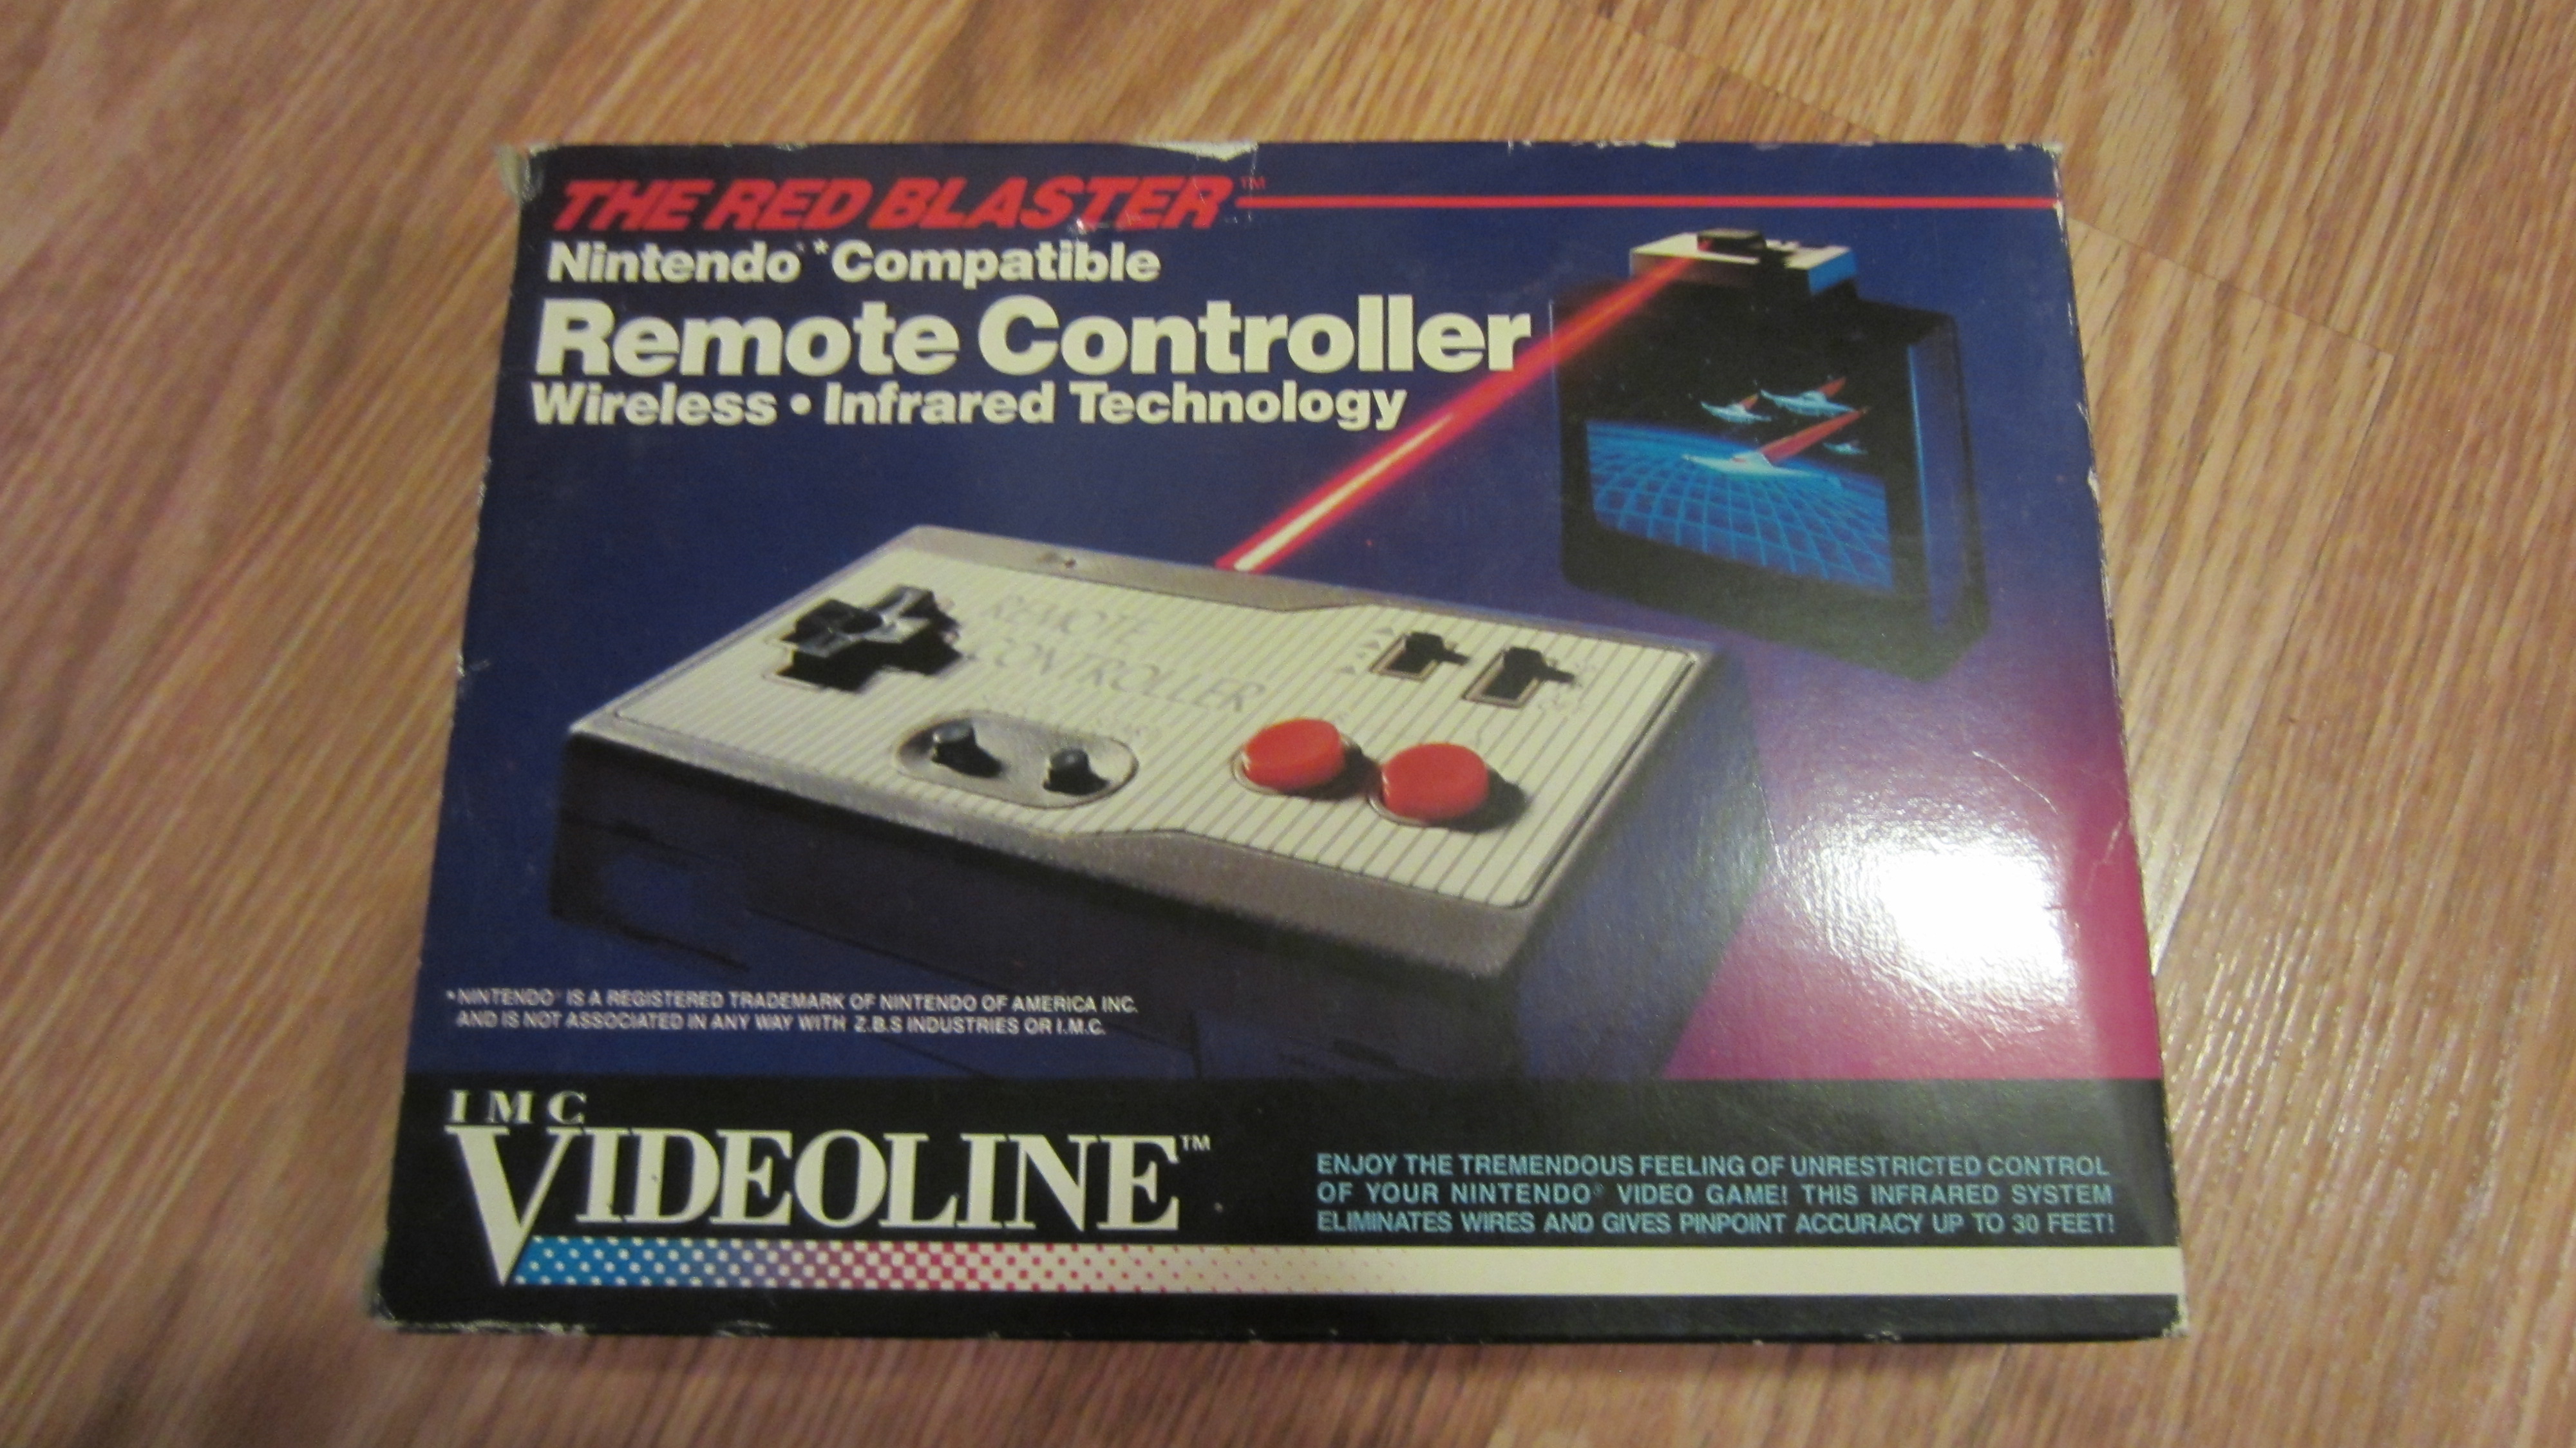 THE RED BLASTER™
Nintendo®* Compatible
Remote Controller
Wireless • Infrared Technology
REMOTE
CONTROLLER
*NINTENDO® IS A REGISTERED TRADEMARK OF NINTENDO OF AMERICA INC.
AND IS NOT ASSOCIATED IN ANY WAY WITH Z.B.S INDUSTRIES OR I.M.C.
IMC
VIDEOLINE™
ENJOY THE TREMENDOUS FEELING OF UNRESTRICTED CONTROL
OF YOUR NINTENDO® VIDEO GAME! THIS INFRARED SYSTEM
ELIMINATES WIRES AND GIVES PINPOINT ACCURACY UP TO 30 FEET!